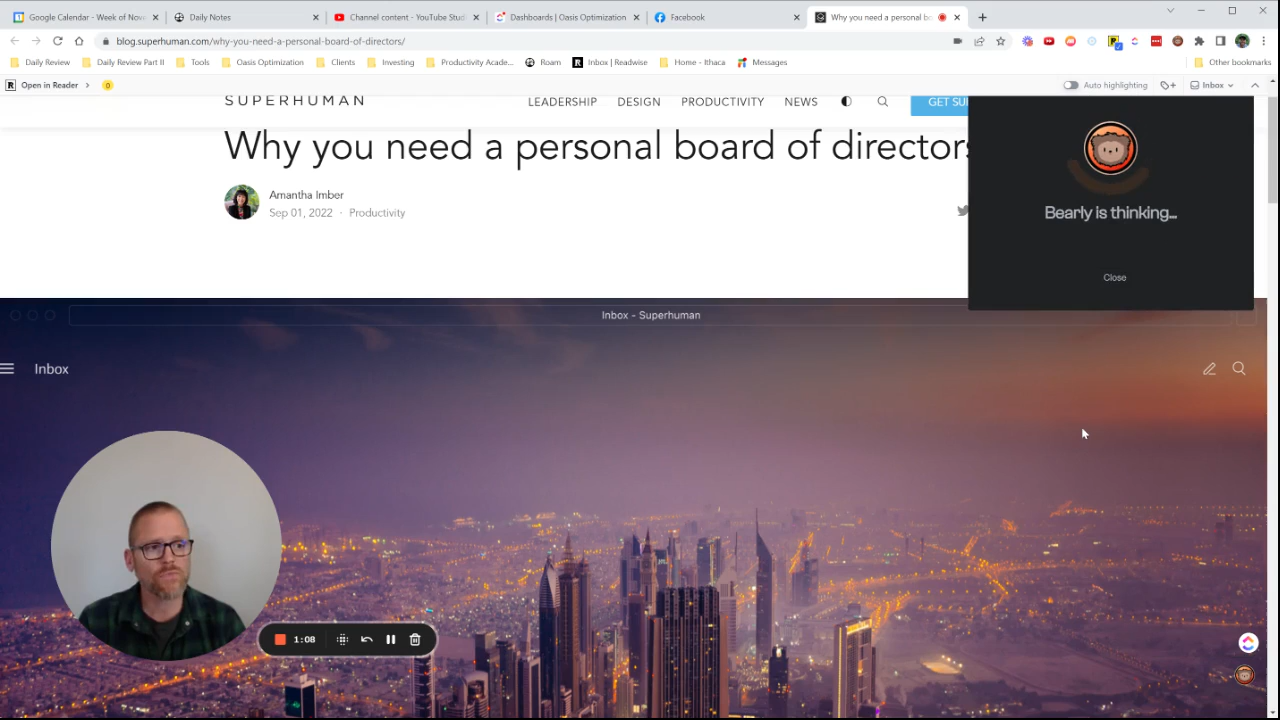 Google Calendar - Week of Nove
Daily Notes
Channel content - YouTube Stud
Dashboards | Oasis Optimization
Facebook
Why you need a personal bo
blog.superhuman.com/why-you-need-a-personal-board-of-directors/
Daily Review
Daily Review Part II
Tools
Oasis Optimization
Clients
Investing
Productivity Acade...
Roam
Inbox | Readwise
Home - Ithaca
Messages
Other bookmarks
R Open in Reader
0
Auto highlighting
Inbox
SUPERHUMAN
LEADERSHIP
DESIGN
PRODUCTIVITY
NEWS
GET SU
Why you need a personal board of directors
Amantha Imber
Sep 01, 2022 · Productivity
Bearly is thinking...
Close
Inbox - Superhuman
Inbox
1:08